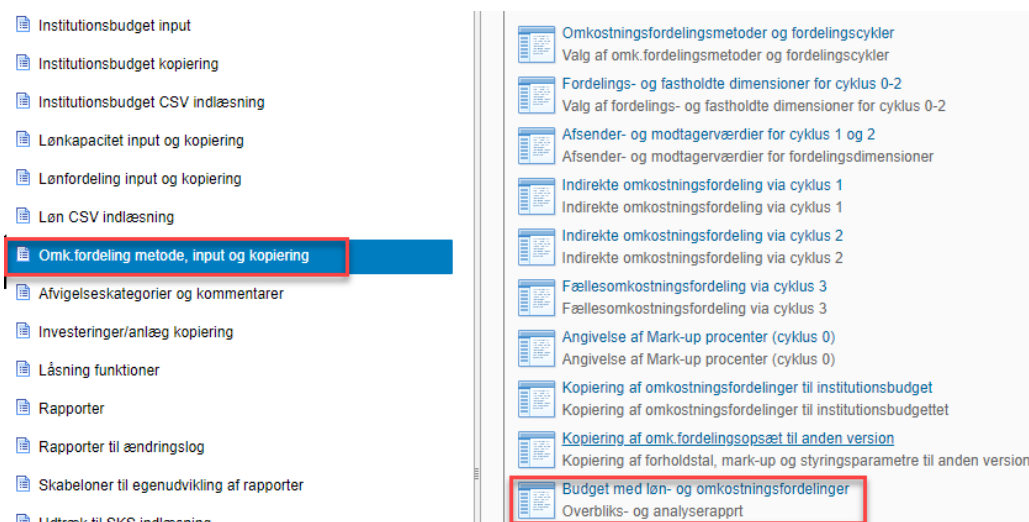 Institutionsbudget input
Institutionsbudget kopiering
Institutionsbudget CSV indlæsning
Lønkapacitet input og kopiering
Lønfordeling input og kopiering
Løn CSV indlæsning
Omk.fordeling metode, input og kopiering
Afvigelseskategorier og kommentarer
Investeringer/anlæg kopiering
Låsning funktioner
Rapporter
Rapporter til ændringslog
Skabeloner til egenudvikling af rapporter
Udtræk til SKS indlæsning
Omkostningsfordelingsmetoder og fordelingscykler
Valg af omk.fordelingsmetoder og fordelingscykler
Fordelings- og fastholdte dimensioner for cyklus 0-2
Valg af fordelings- og fastholdte dimensioner for cyklus 0-2
Afsender- og modtagerværdier for cyklus 1 og 2
Afsender- og modtagerværdier for fordelingsdimensioner
Indirekte omkostningsfordeling via cyklus 1
Indirekte omkostningsfordeling via cyklus 1
Indirekte omkostningsfordeling via cyklus 2
Indirekte omkostningsfordeling via cyklus 2
Fællesomkostningsfordeling via cyklus 3
Fællesomkostningsfordeling via cyklus 3
Angivelse af Mark-up procenter (cyklus 0)
Angivelse af Mark-up procenter (cyklus 0)
Kopiering af omkostningsfordelinger til institutionsbudget
Kopiering af omkostningsfordelinger til institutionsbudgettet
Kopiering af omk.fordelingsopsæt til anden version
Kopiering af forholdstal, mark-up og styringsparametre til anden version
Budget med løn- og omkostningsfordelinger
Overbliks- og analyserapprt